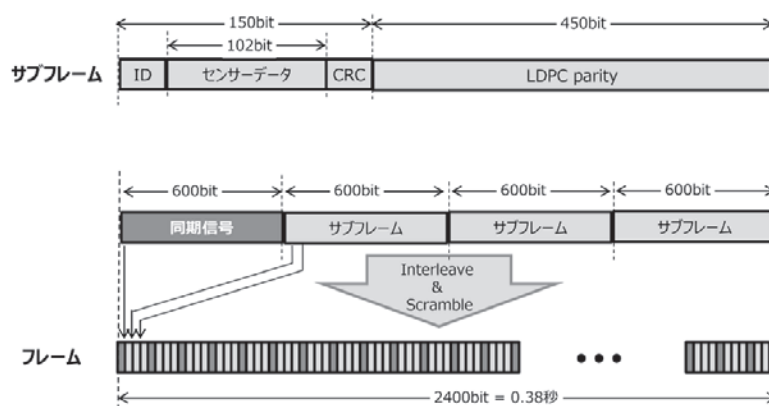 150bit
450bit
102bit
サブフレーム
ID
センサーデータ
CRC
LDPC parity
600bit
600bit
600bit
600bit
同期信号
サブフレーム
サブフレーム
サブフレーム
Interleave
&
Scramble
フレーム
2400bit = 0.38秒